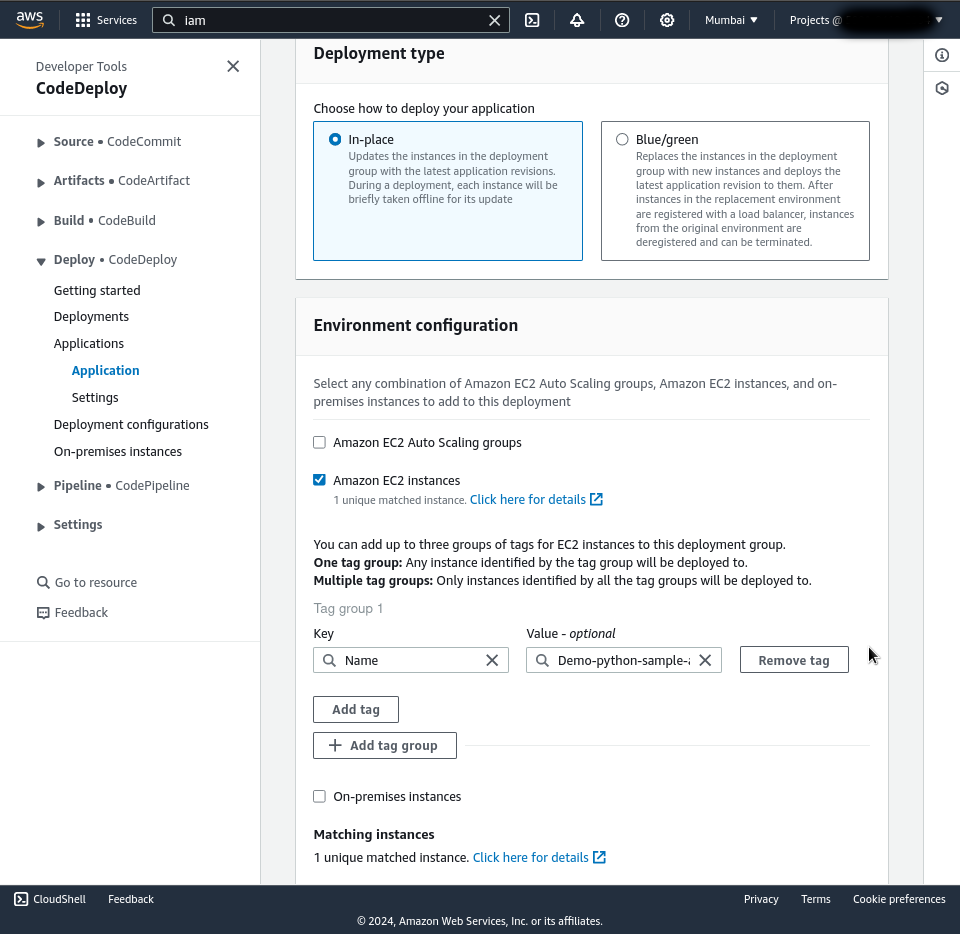 aws
Services
iam
Mumbai
Projects @
Developer Tools
CodeDeploy
Source • CodeCommit
Artifacts • CodeArtifact
Build • CodeBuild
Deploy • CodeDeploy
Getting started
Deployments
Applications
Application
Settings
Deployment configurations
On-premises instances
Pipeline • CodePipeline
Settings
Go to resource
Feedback
Deployment type
Choose how to deploy your application
In-place
Updates the instances in the deployment
group with the latest application revisions.
During a deployment, each instance will be
briefly taken offline for its update
Blue/green
Replaces the instances in the deployment
group with new instances and deploys the
latest application revision to them. After
instances in the replacement environment
are registered with a load balancer, instances
from the original environment are
deregistered and can be terminated.
Environment configuration
Select any combination of Amazon EC2 Auto Scaling groups, Amazon EC2 instances, and on-
premises instances to add to this deployment
Amazon EC2 Auto Scaling groups
Amazon EC2 instances
1 unique matched instance. Click here for details
You can add up to three groups of tags for EC2 instances to this deployment group.
One tag group: Any instance identified by the tag group will be deployed to.
Multiple tag groups: Only instances identified by all the tag groups will be deployed to.
Tag group 1
Key
Value - optional
Name
Demo-python-sample-
Remove tag
Add tag
Add tag group
On-premises instances
Matching instances
1 unique matched instance. Click here for details
CloudShell
Feedback
Privacy
Terms
Cookie preferences
© 2024, Amazon Web Services, Inc. or its affiliates.